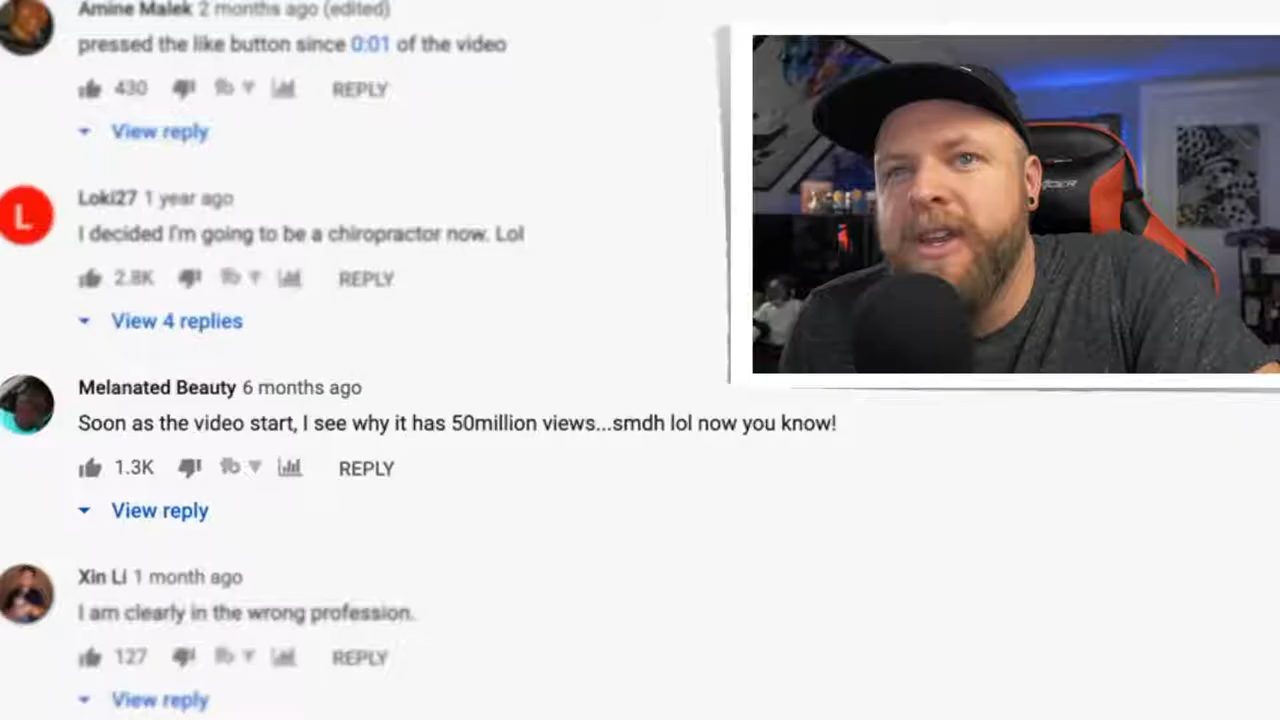 Amine Malek 2 months ago (edited)
pressed the like button since 0:01 of the video
430 REPLY
View reply
L
Loki27 1 year ago
I decided I'm going to be a chiropractor now. Lol
2.8K REPLY
View 4 replies
Melanated Beauty 6 months ago
Soon as the video start, I see why it has 50million views...smdh lol now you know!
1.3K REPLY
View reply
Xin Li 1 month ago
I am clearly in the wrong profession.
127 REPLY
View reply